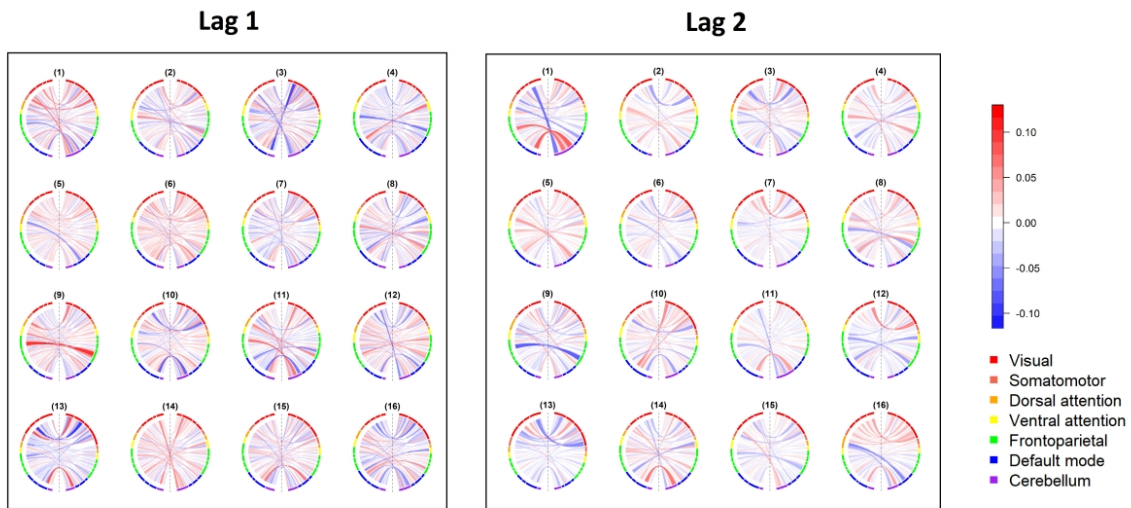 Lag 1 Lag 2
(1) (2) (3) (4) (1) (2) (3) (4)
(5) (6) (7) (8) (5) (6) (7) (8)
(9) (10) (11) (12) (9) (10) (11) (12)
(13) (14) (15) (16) (13) (14) (15) (16)
0.10
0.05
0.00
-0.05
-0.10
Visual
Somatomotor
Dorsal attention
Ventral attention
Frontoparietal
Default mode
Cerebellum